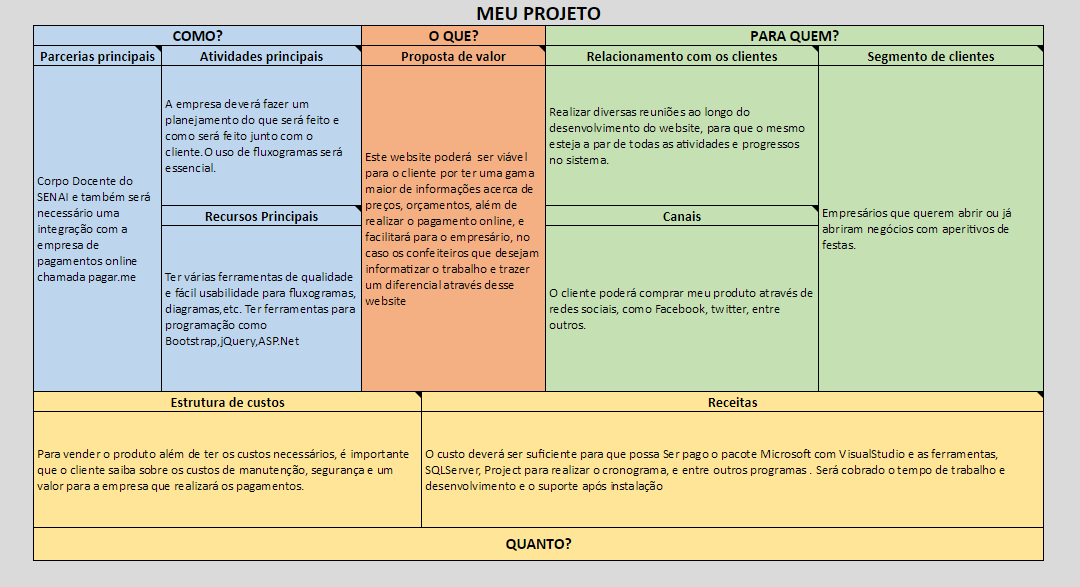 MEU PROJETO
COMO?
O QUE?
PARA QUEM?
Parcerias principais
Atividades principais
Proposta de valor
Relacionamento com os clientes
Segmento de clientes
Corpo Docente do
SENAI e também será
necessário uma
integração com a
empresa de
pagamentos online
chamada pagar.me
A empresa deverá fazer um
planejamento do que será feito e
como será feito junto com o
cliente.O uso de fluxogramas será
essencial.
Recursos Principais
Ter várias ferramentas de qualidade
e fácil usabilidade para fluxogramas,
diagramas,etc. Ter ferramentas para
programação como
Bootstrap,jQuery,ASP.Net
Este website poderá ser viável
para o cliente por ter uma gama
maior de informações acerca de
preços, orçamentos, além de
realizar o pagamento online, e
facilitará para o empresário, no
caso os confeiteiros que desejam
informatizar o trabalho e trazer
um diferencial através desse
website
Realizar diversas reuniões ao longo do
desenvolvimento do website, para que o mesmo
esteja a par de todas as atividades e progressos
no sistema.
Canais
O cliente poderá comprar meu produto através de
redes sociais, como Facebook, twitter, entre
outros.
Empresários que querem abrir ou já
abriram negócios com aperitivos de
festas.
Estrutura de custos
Receitas
Para vender o produto além de ter os custos necessários, é importante
que o cliente saiba sobre os custos de manutenção, segurança e um
valor para a empresa que realizará os pagamentos.
O custo deverá ser suficiente para que possa Ser pago o pacote Microsoft com VisualStudio e as ferramentas,
SQLServer, Project para realizar o cronograma, e entre outros programas . Será cobrado o tempo de trabalho e
desenvolvimento e o suporte após instalação
QUANTO?